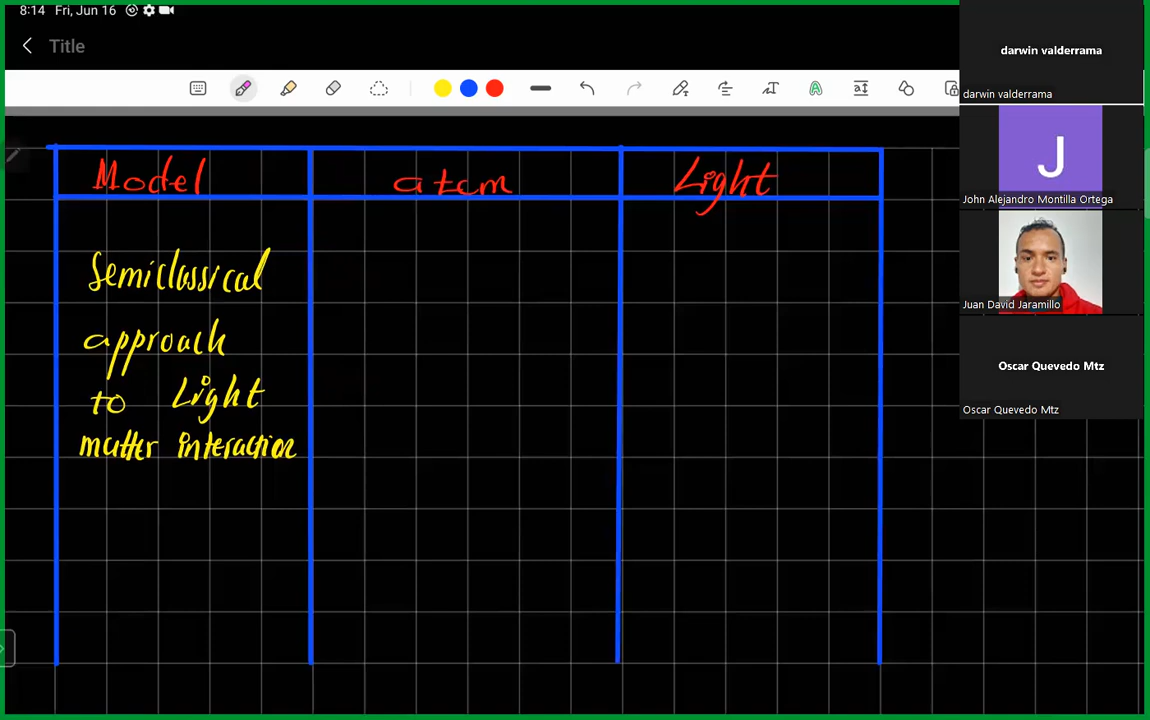 8:14 Fri, Jun 16
Title
darwin valderrama
darwin valderrama
J
John Alejandro Montilla Ortega
Juan David Jaramillo
Oscar Quevedo Mtz
Oscar Quevedo Mtz
Model atom Light
Semiclassical
approach
to Light
matter interaction